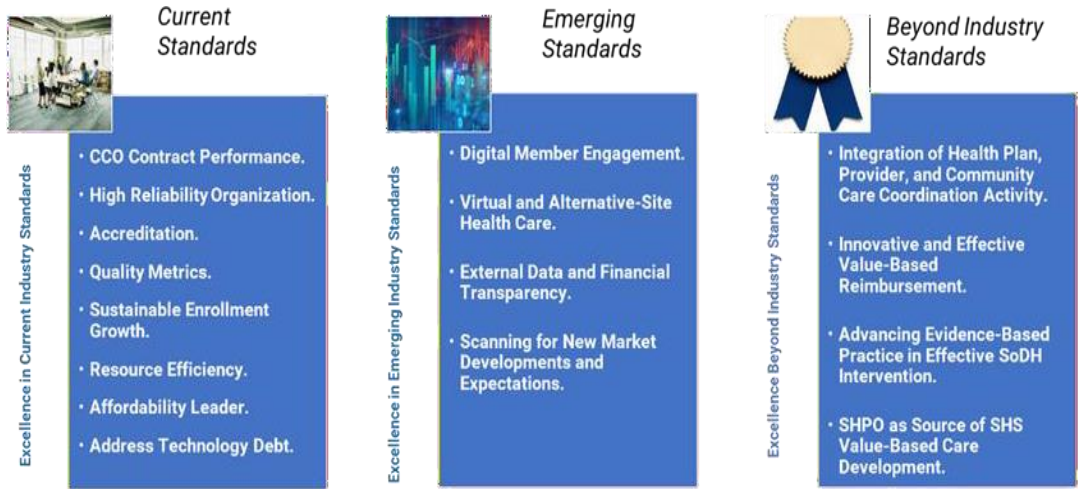 Current
Standards
Excellence in Current Industry Standards
• CCO Contract Performance.
• High Reliability Organization.
• Accreditation.
• Quality Metrics.
• Sustainable Enrollment
Growth.
• Resource Efficiency.
• Affordability Leader.
• Address Technology Debt.
Emerging
Standards
Excellence in Emerging Industry Standards
• Digital Member Engagement.
• Virtual and Alternative-Site
Health Care.
• External Data and Financial
Transparency.
• Scanning for New Market
Developments and
Expectations.
Beyond Industry
Standards
Excellence Beyond Industry Standards
• Integration of Health Plan,
Provider, and Community
Care Coordination Activity.
• Innovative and Effective
Value-Based
Reimbursement.
• Advancing Evidence-Based
Practice in Effective SoDH
Intervention.
• SHPO as Source of SHS
Value-Based Care
Development.